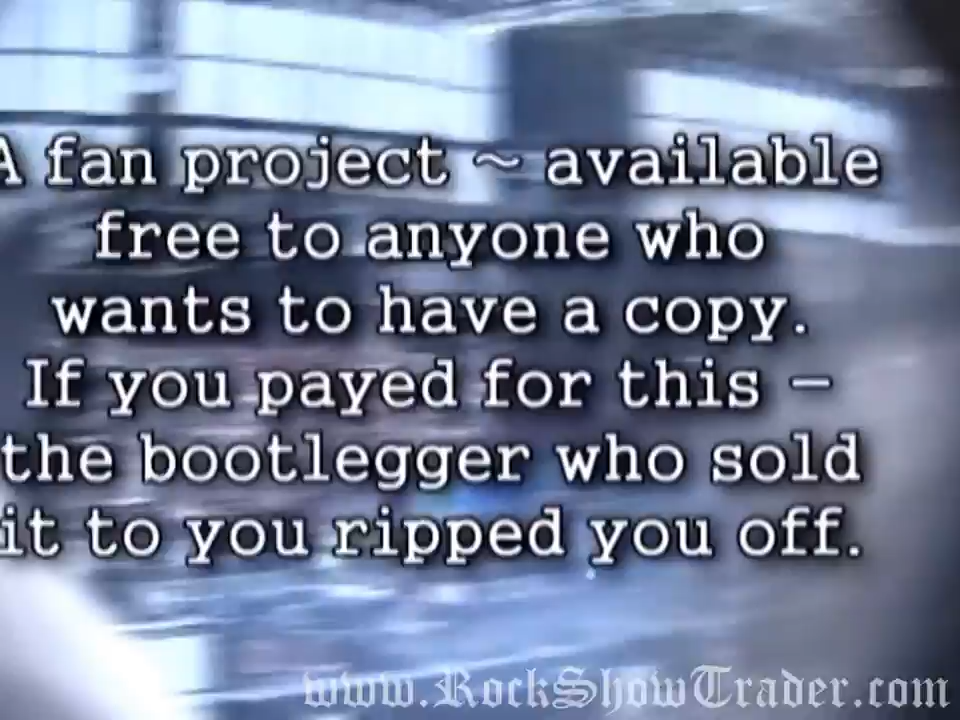 A fan project ~ available
free to anyone who
wants to have a copy.
If you payed for this –
the bootlegger who sold
it to you ripped you off.
www.RockShowTrader.com